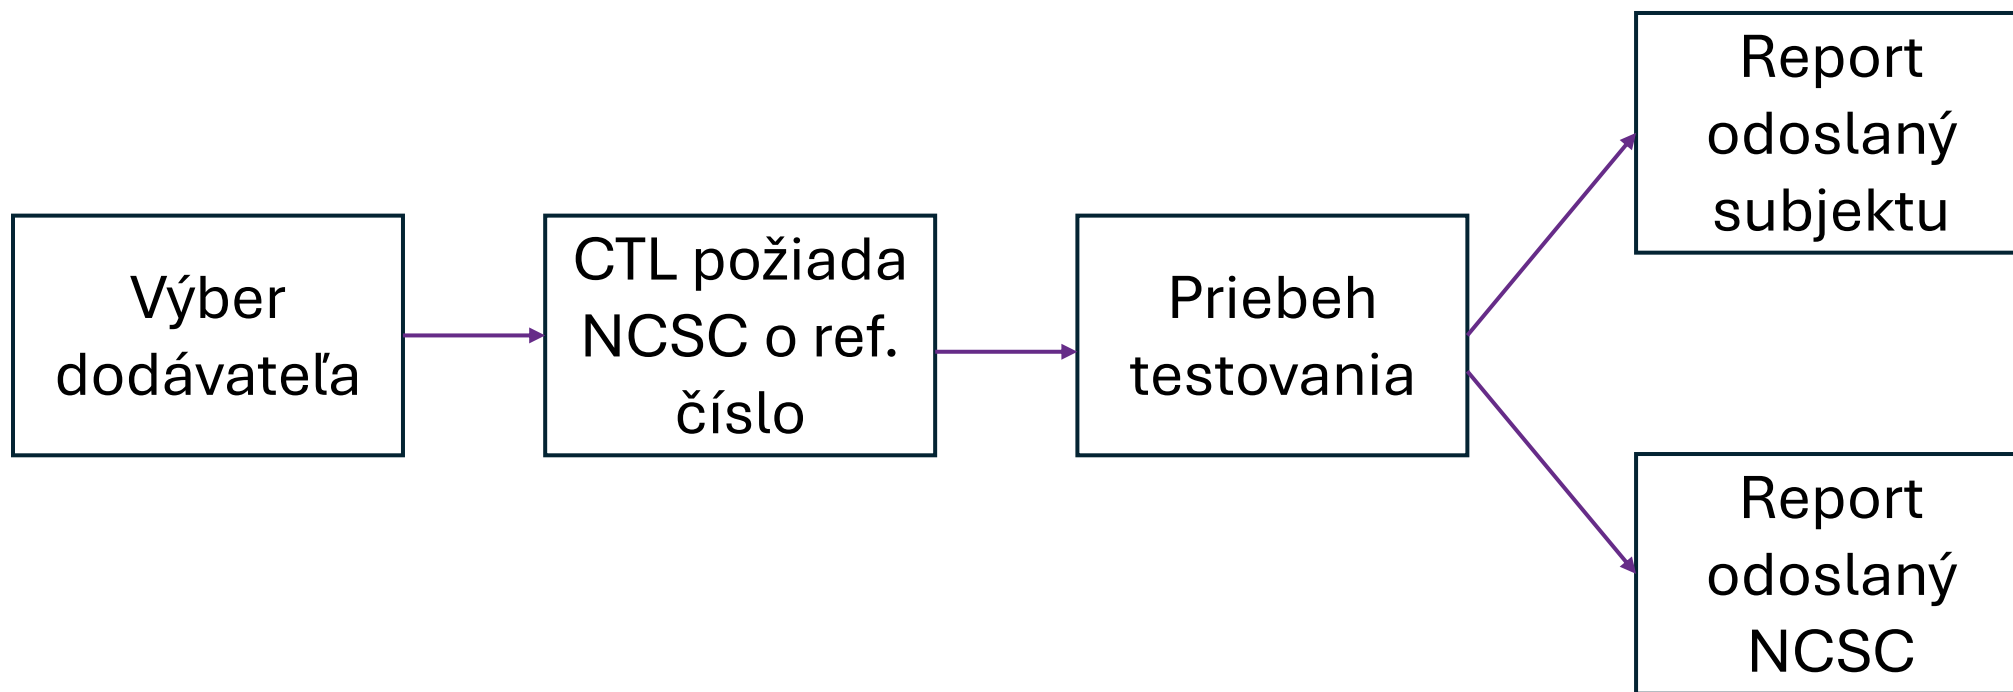 Výber
dodávateľa
CTL požiada
NCSC o ref.
číslo
Priebeh
testovania
Report
odoslaný
subjektu
Report
odoslaný
NCSC